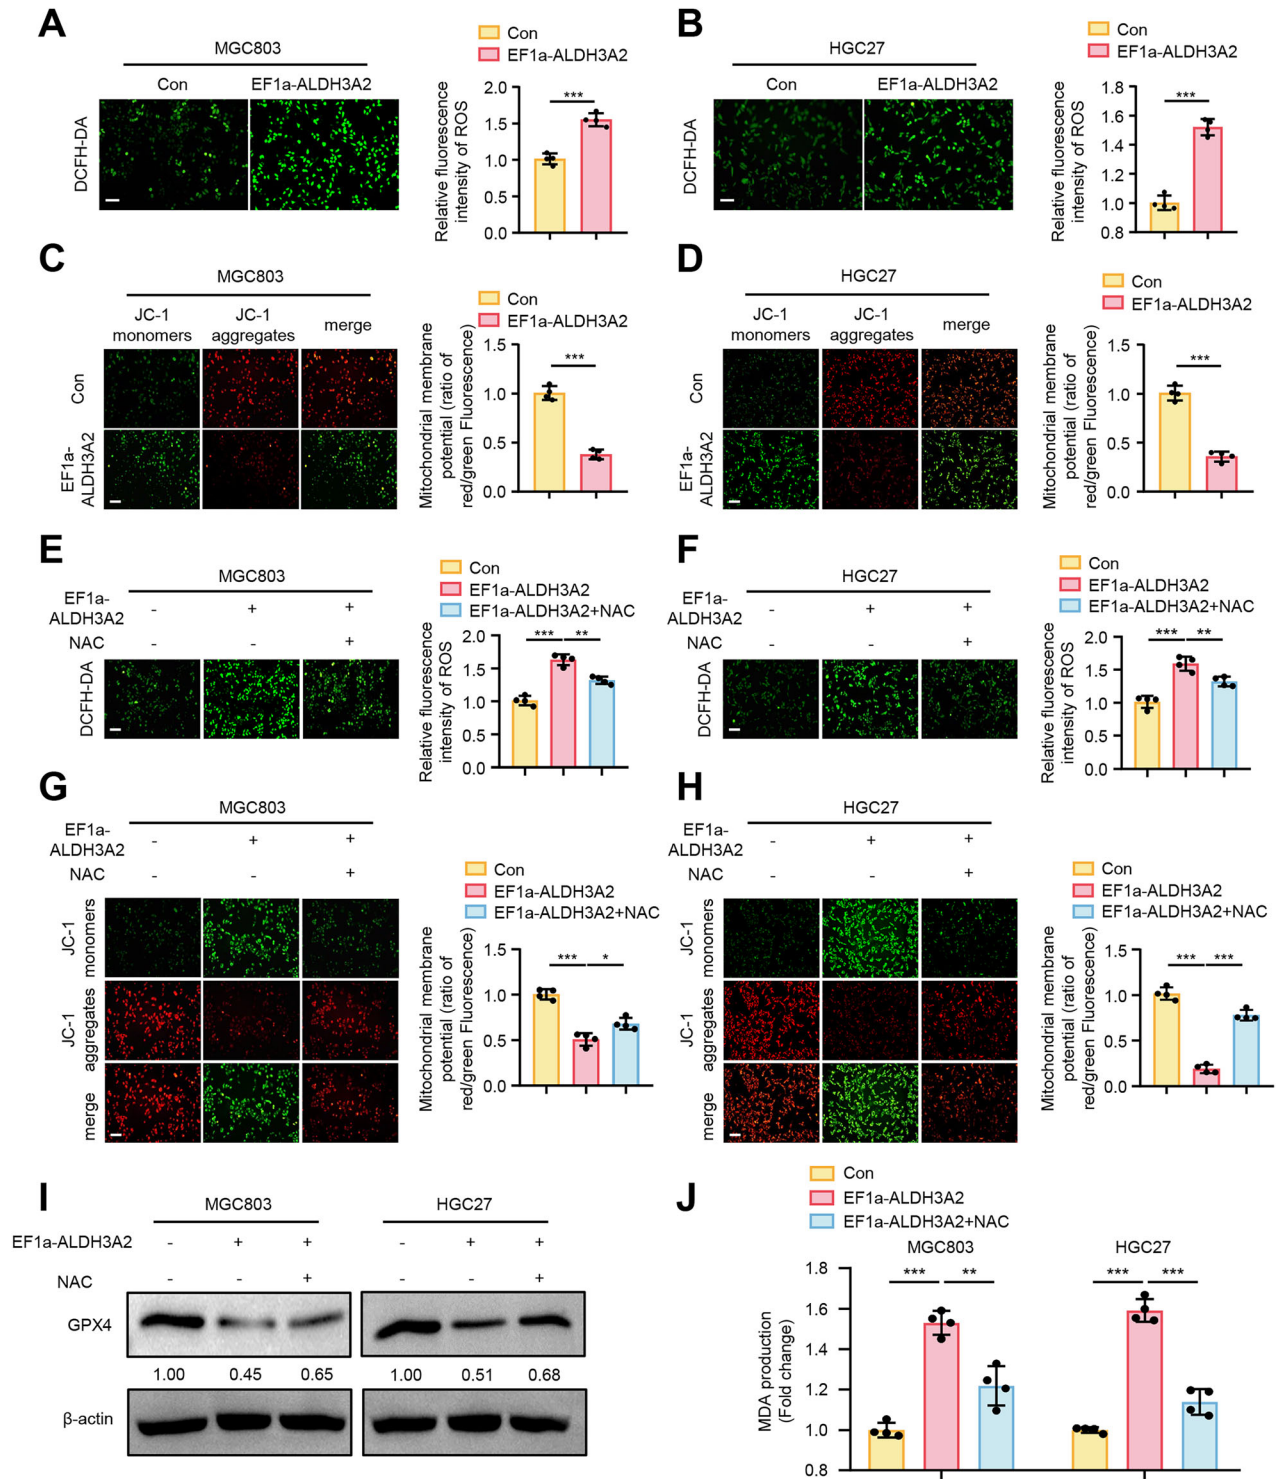 A
MGC803
Con EF1a-ALDH3A2
DCFH-DA
Con
EF1a-ALDH3A2
Relative fluorescence
intensity of ROS
2.0
1.5
1.0
0.5
0.0
***
B
HGC27
Con EF1a-ALDH3A2
DCFH-DA
Con
EF1a-ALDH3A2
Relative fluorescence
intensity of ROS
1.8
1.6
1.4
1.2
1.0
0.8
***
C
MGC803
JC-1
monomers
JC-1
aggregates
merge
Con
EF1a-
ALDH3A2
Con
EF1a-ALDH3A2
Mitochondrial membrane
potential (ratio of
red/green Fluorescence)
1.5
1.0
0.5
0.0
***
D
HGC27
JC-1
monomers
JC-1
aggregates
merge
Con
EF1a-
ALDH3A2
Con
EF1a-ALDH3A2
Mitochondrial membrane
potential (ratio of
red/green Fluorescence)
1.5
1.0
0.5
0.0
***
E
MGC803
EF1a-
ALDH3A2
- + +
NAC - - +
DCFH-DA
Con
EF1a-ALDH3A2
EF1a-ALDH3A2+NAC
Relative fluorescence
intensity of ROS
2.0
1.5
1.0
0.5
0.0
*** **
F
HGC27
EF1a-
ALDH3A2
- + +
NAC - - +
DCFH-DA
Con
EF1a-ALDH3A2
EF1a-ALDH3A2+NAC
Relative fluorescence
intensity of ROS
2.0
1.5
1.0
0.5
0.0
*** **
G
MGC803
EF1a-
ALDH3A2
- + +
NAC - - +
JC-1
monomers
JC-1
aggregates
merge
Con
EF1a-ALDH3A2
EF1a-ALDH3A2+NAC
Mitochondrial membrane
potential (ratio of
red/green Fluorescence)
1.5
1.0
0.5
0.0
*** *
H
HGC27
EF1a-
ALDH3A2
- + +
NAC - - +
JC-1
monomers
JC-1
aggregates
merge
Con
EF1a-ALDH3A2
EF1a-ALDH3A2+NAC
Mitochondrial membrane
potential (ratio of
red/green Fluorescence)
1.5
1.0
0.5
0.0
*** ***
I
MGC803 HGC27
EF1a-ALDH3A2 - + + - + +
NAC - - + - - +
GPX4
1.00 0.45 0.65 1.00 0.51 0.68
β-actin
J
Con
EF1a-ALDH3A2
EF1a-ALDH3A2+NAC
MGC803 HGC27
MDA production
(Fold change)
1.8
1.6
1.4
1.2
1.0
0.8
*** ** *** ***